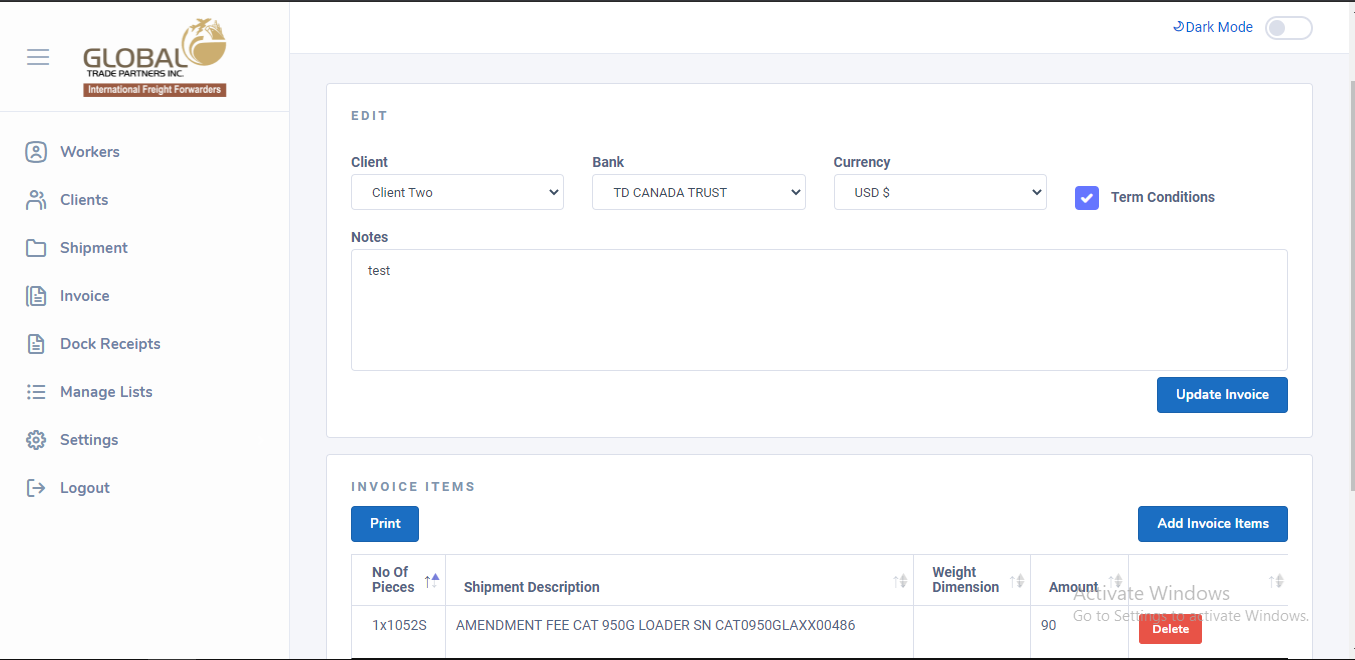 GLOBAL
TRADE PARTNERS INC.
International Freight Forwarders
Dark Mode
Workers
Clients
Shipment
Invoice
Dock Receipts
Manage Lists
Settings
Logout
EDIT
Client
Bank
Currency
Client Two
TD CANADA TRUST
USD $
Term Conditions
Notes
test
Update Invoice
INVOICE ITEMS
Print
Add Invoice Items
No Of
Pieces
Shipment Description
Weight
Dimension
Amount
1x1052S
AMENDMENT FEE CAT 950G LOADER SN CAT0950GLAXX00486
90
Delete
Activate Windows
Go to Settings to activate Windows.